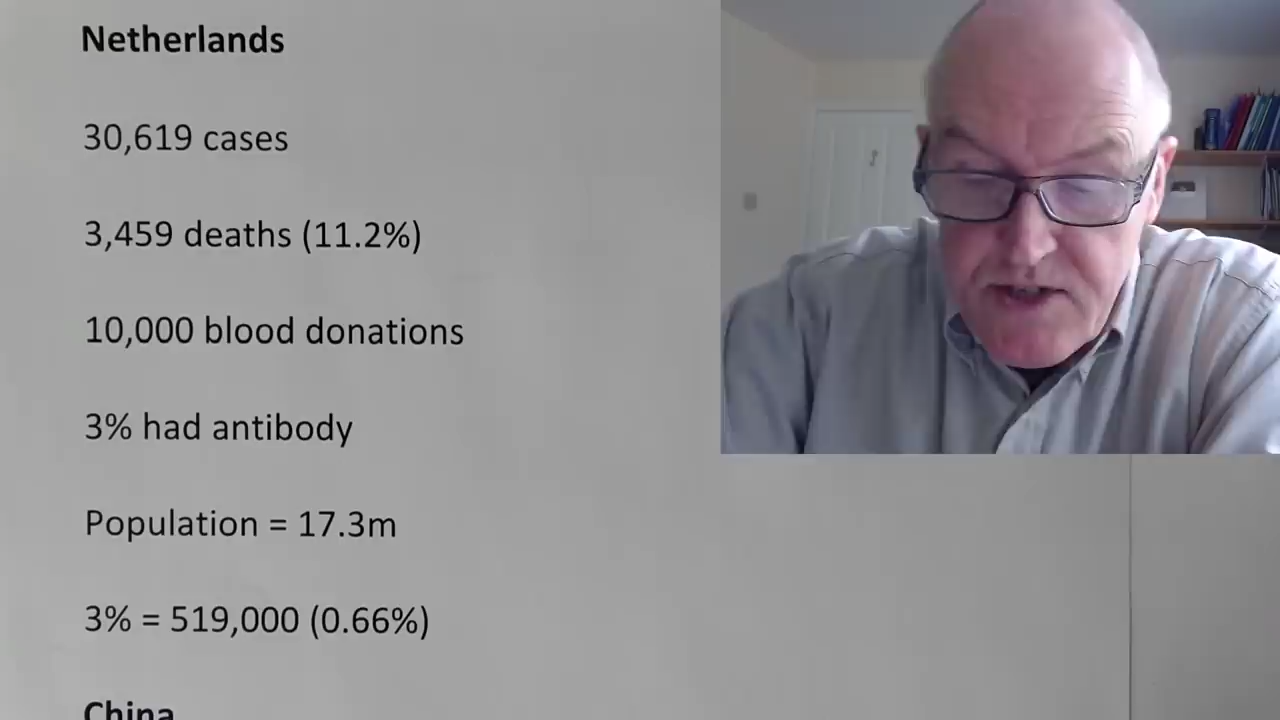 Netherlands
30,619 cases
3,459 deaths (11.2%)
10,000 blood donations
3% had antibody
Population = 17.3m
3% = 519,000 (0.66%)
China